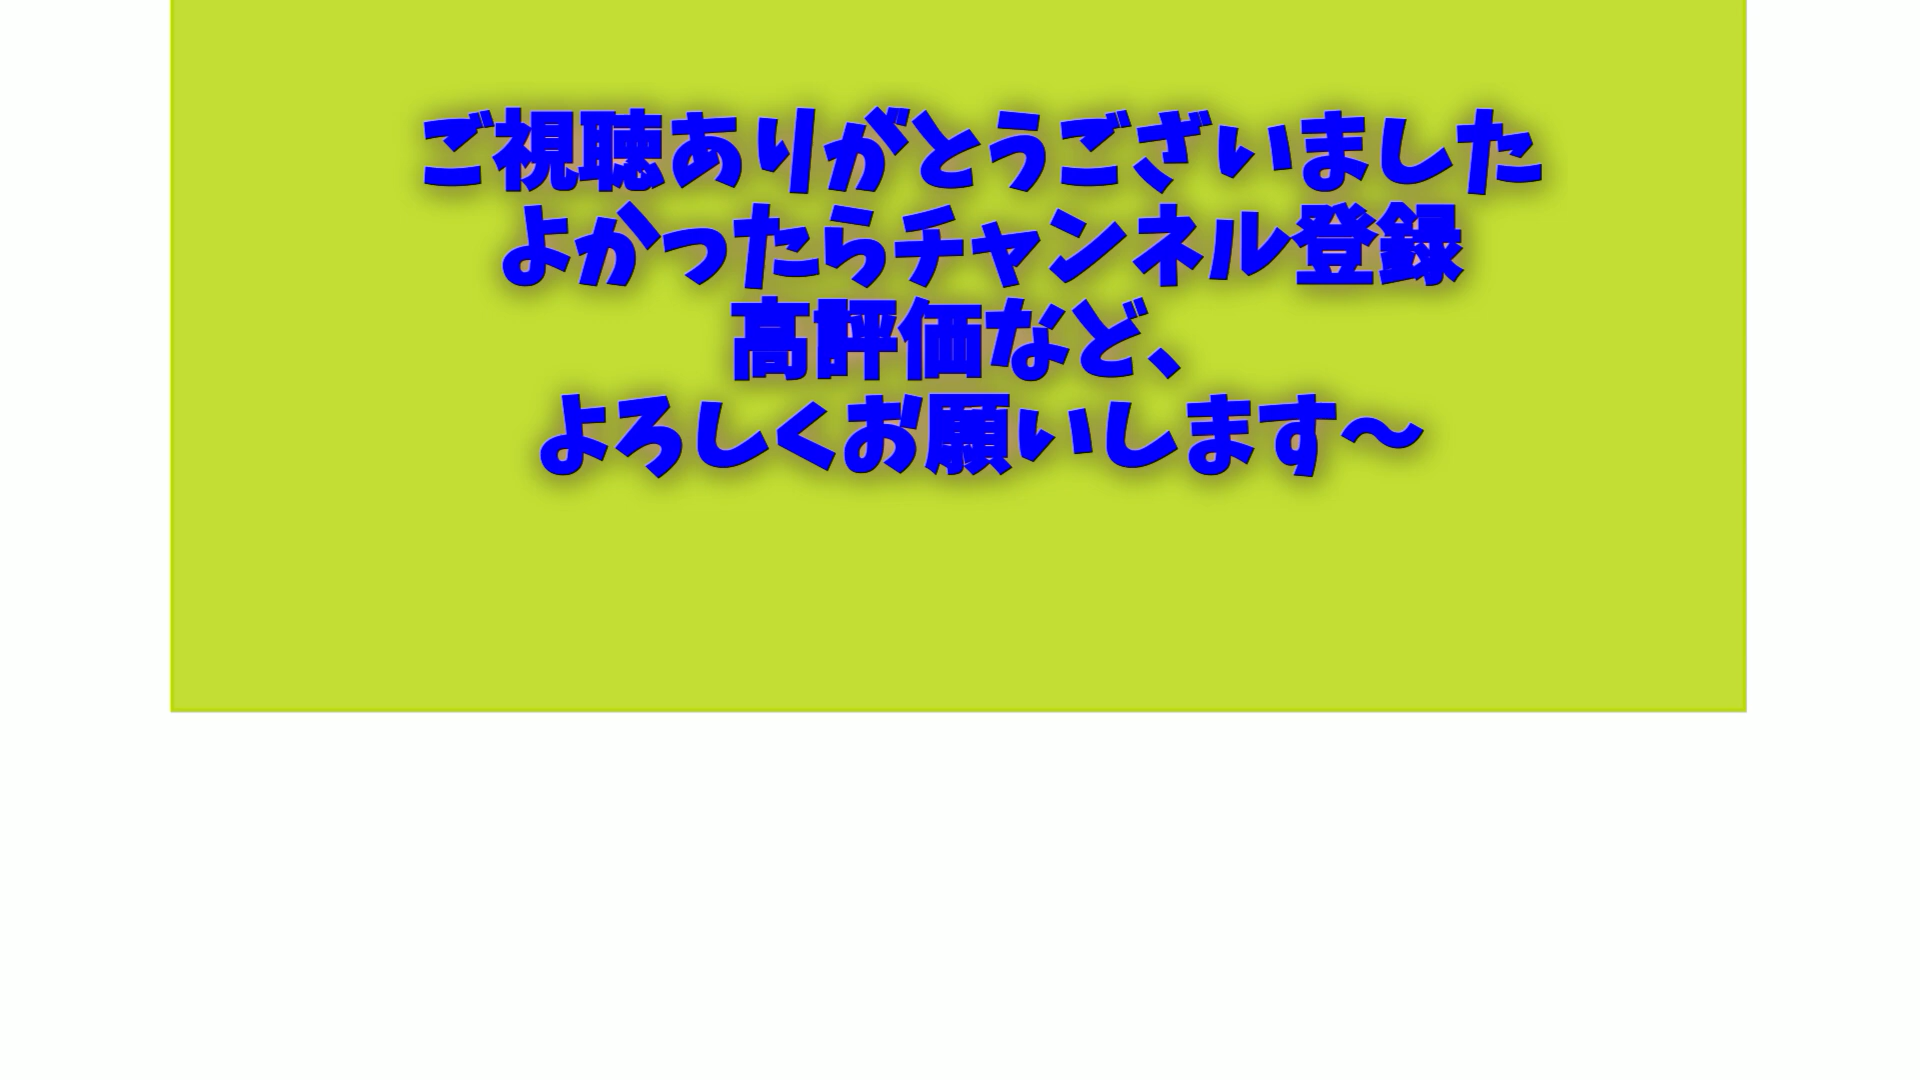 ご視聴ありがとうございました
よかったらチャンネル登録
高評価など、
よろしくお願いします〜